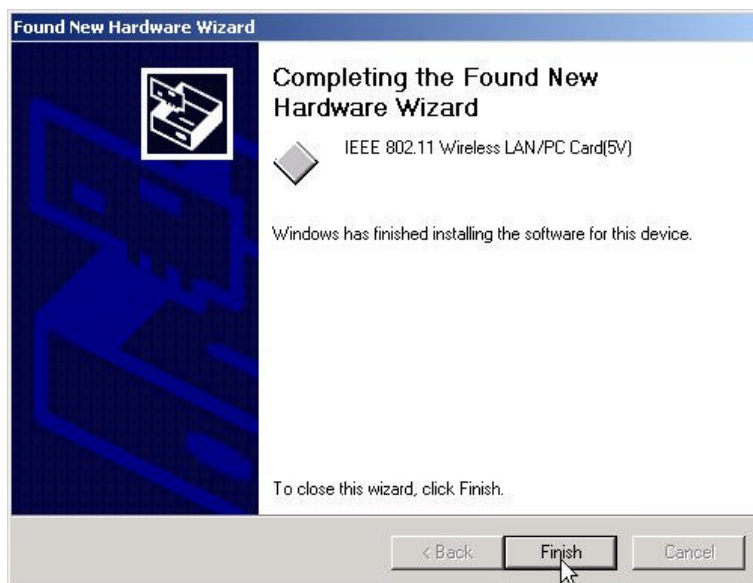 Found New Hardware Wizard
Completing the Found New
Hardware Wizard
IEEE 802.11 Wireless LAN/PC Card(5V)
Windows has finished installing the software for this device.
To close this wizard, click Finish.
< Back
Finish
Cancel